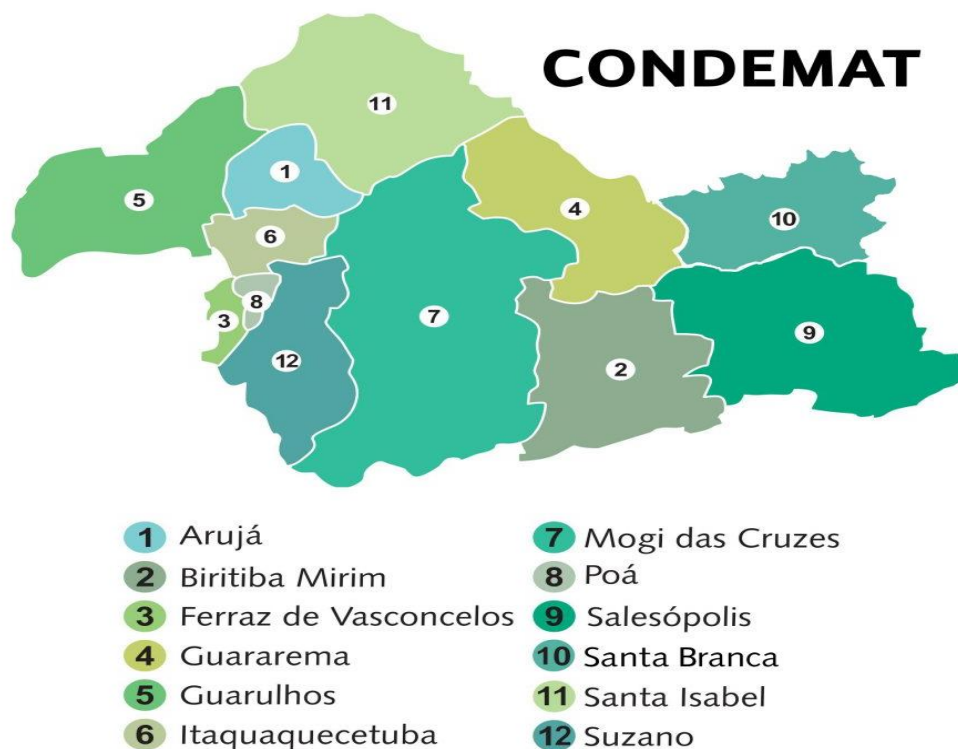 CONDEMAT
11
1
5
4
10
6
8
3
7
9
12
2
1 Arujá
2 Biritiba Mirim
3 Ferraz de Vasconcelos
4 Guararema
5 Guarulhos
6 Itaquaquecetuba
7 Mogi das Cruzes
8 Poá
9 Salesópolis
10 Santa Branca
11 Santa Isabel
12 Suzano